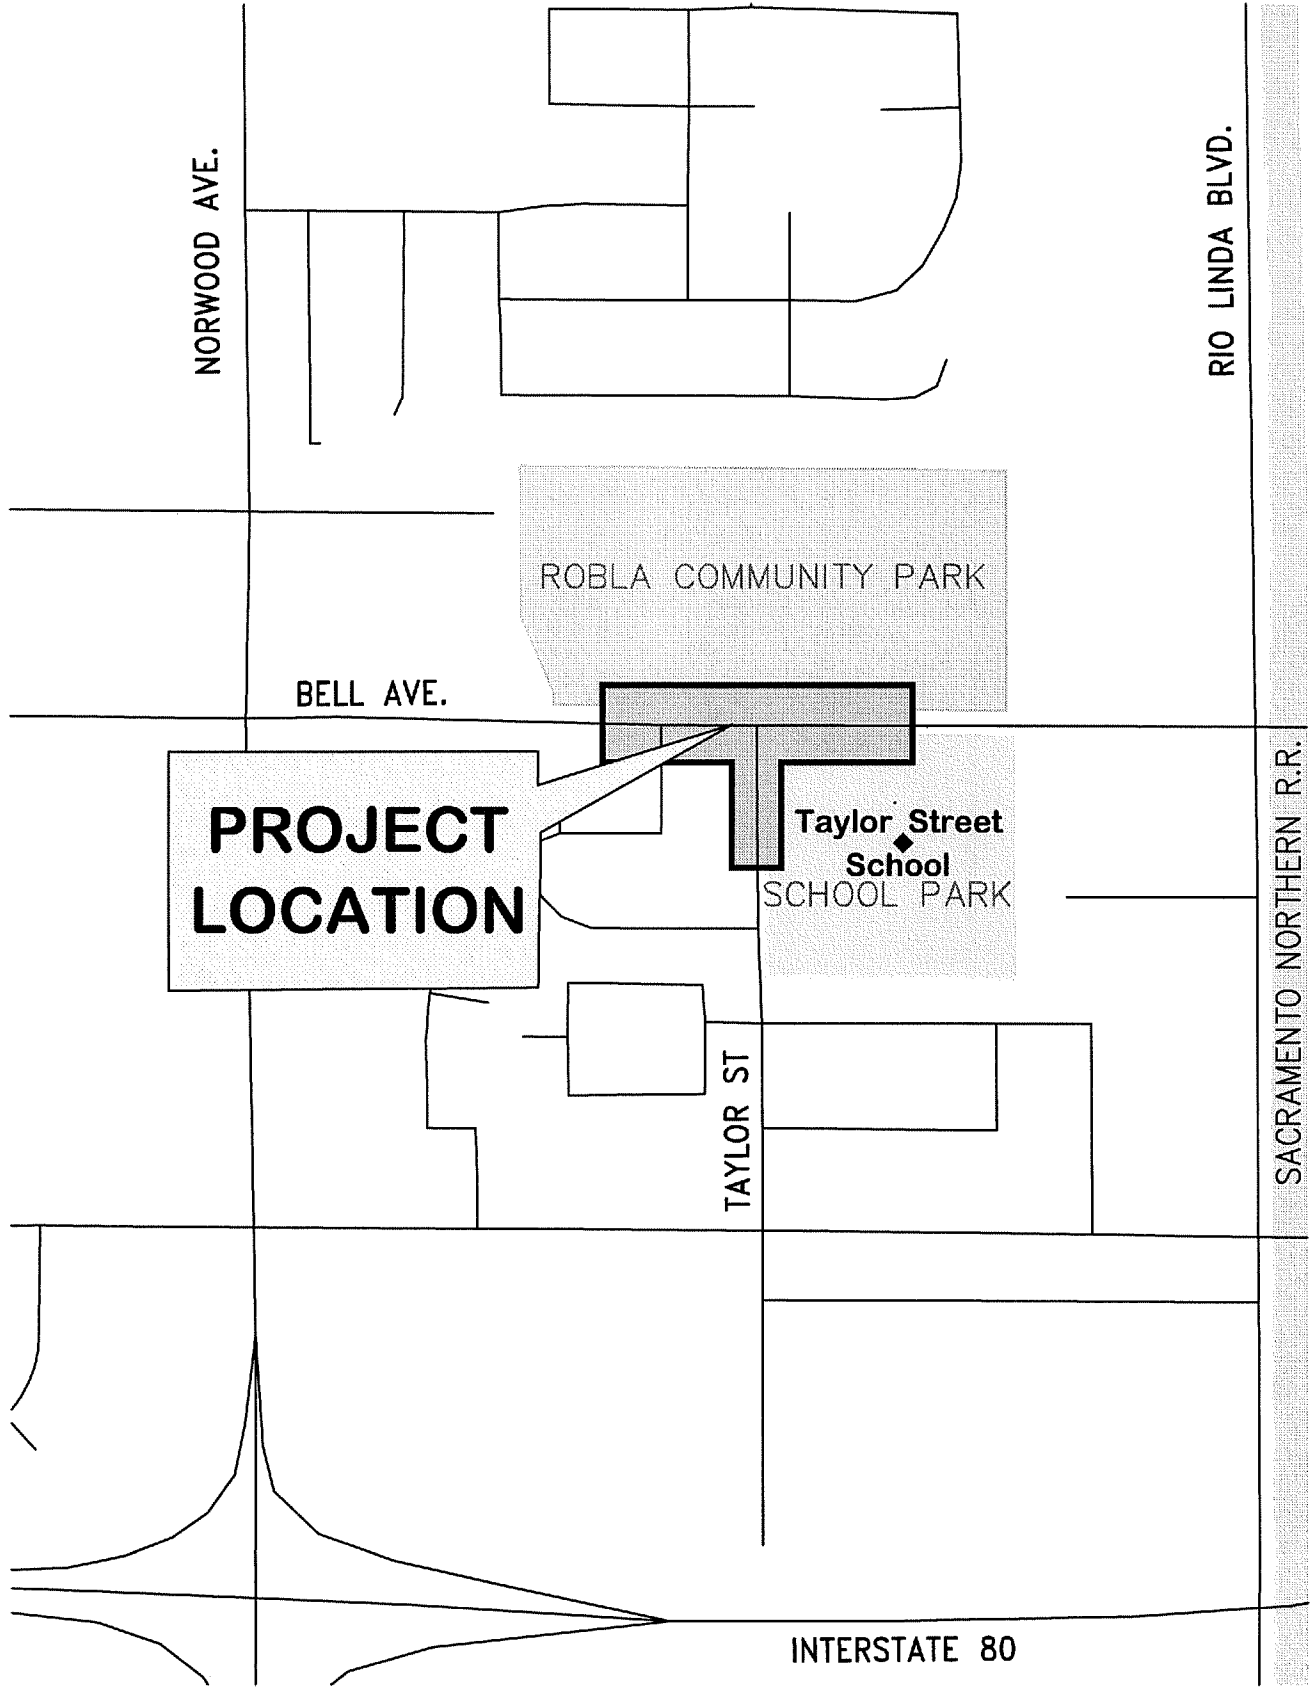 NORWOOD AVE.
RIO LINDA BLVD.
ROBLA COMMUNITY PARK
BELL AVE.
PROJECT
LOCATION
Taylor Street
School
SCHOOL PARK
SACRAMENTO NORTHERN R.R.
TAYLOR ST
INTERSTATE 80